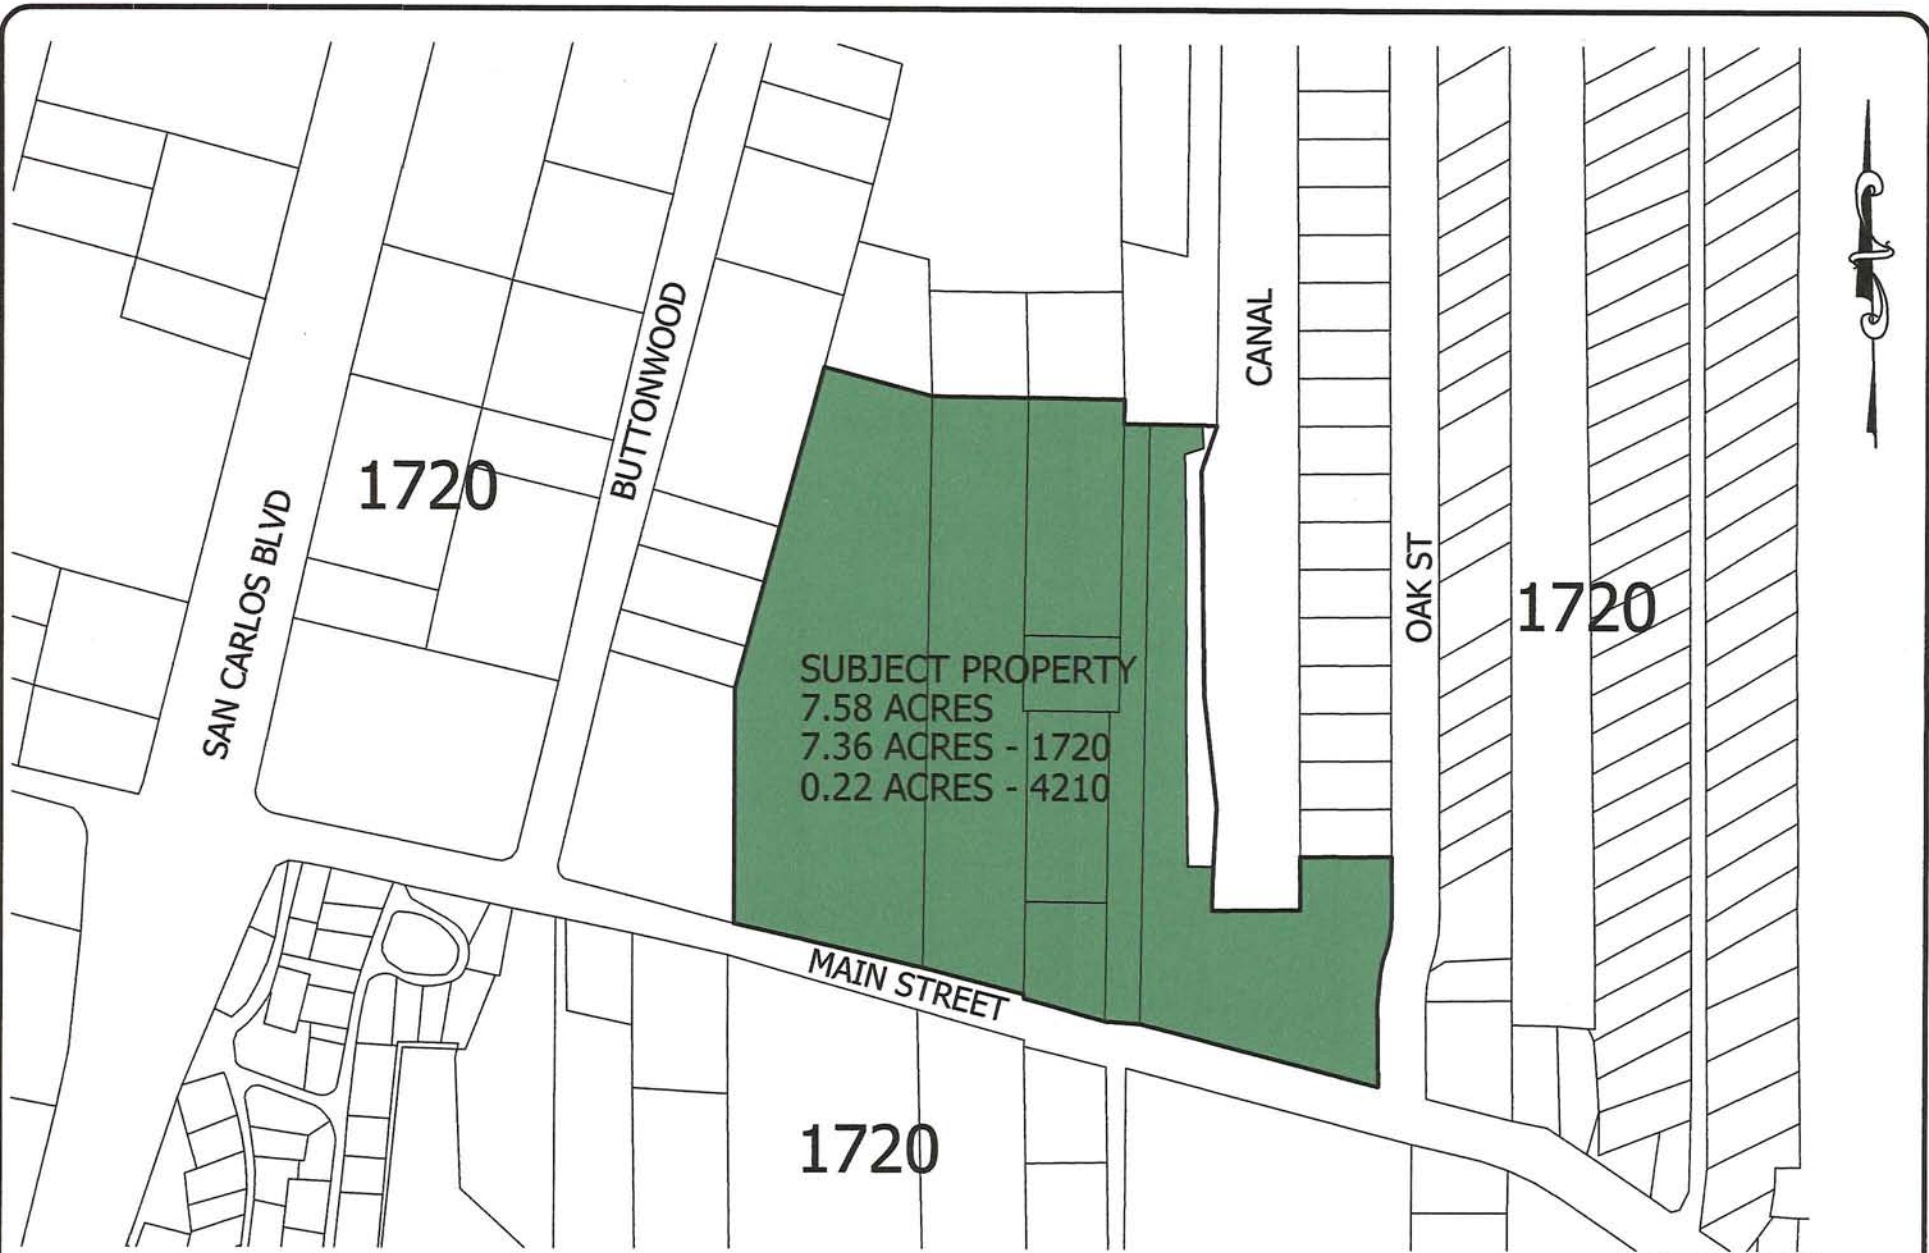 CANAL
BUTTONWOOD
1720
SAN CARLOS BLVD
OAK ST
1720
SUBJECT PROPERTY
7.58 ACRES
7.36 ACRES - 1720
0.22 ACRES - 4210
MAIN STREET
1720